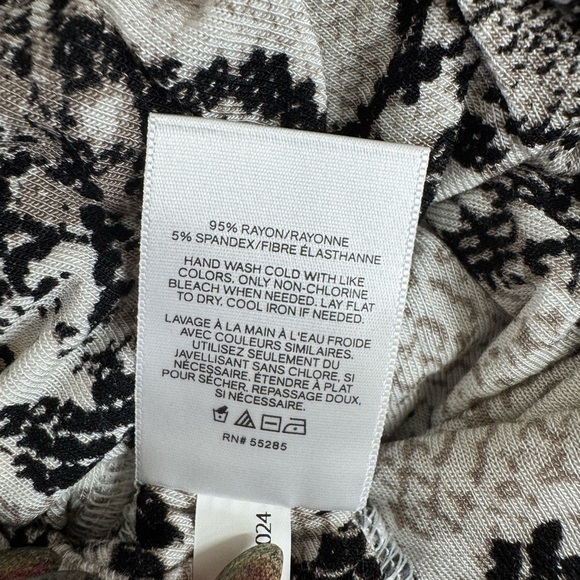 95% RAYON/RAYONNE
5% SPANDEX/FIBRE ÉLASTHANNE
HAND WASH COLD WITH LIKE
COLORS, ONLY NON-CHLORINE
BLEACH WHEN NEEDED. LAY FLAT
TO DRY. COOL IRON IF NEEDED.
LAVAGE À LA MAIN À L'EAU FROIDE
AVEC COULEURS SIMILAIRES.
UTILISEZ SEULEMENT DU
JAVELLISANT SANS CHLORE, SI
NÉCESSAIRE. ÉTENDRE À PLAT
POUR SÉCHER. REPASSAGE DOUX,
SI NÉCESSAIRE.
RN# 55285
024